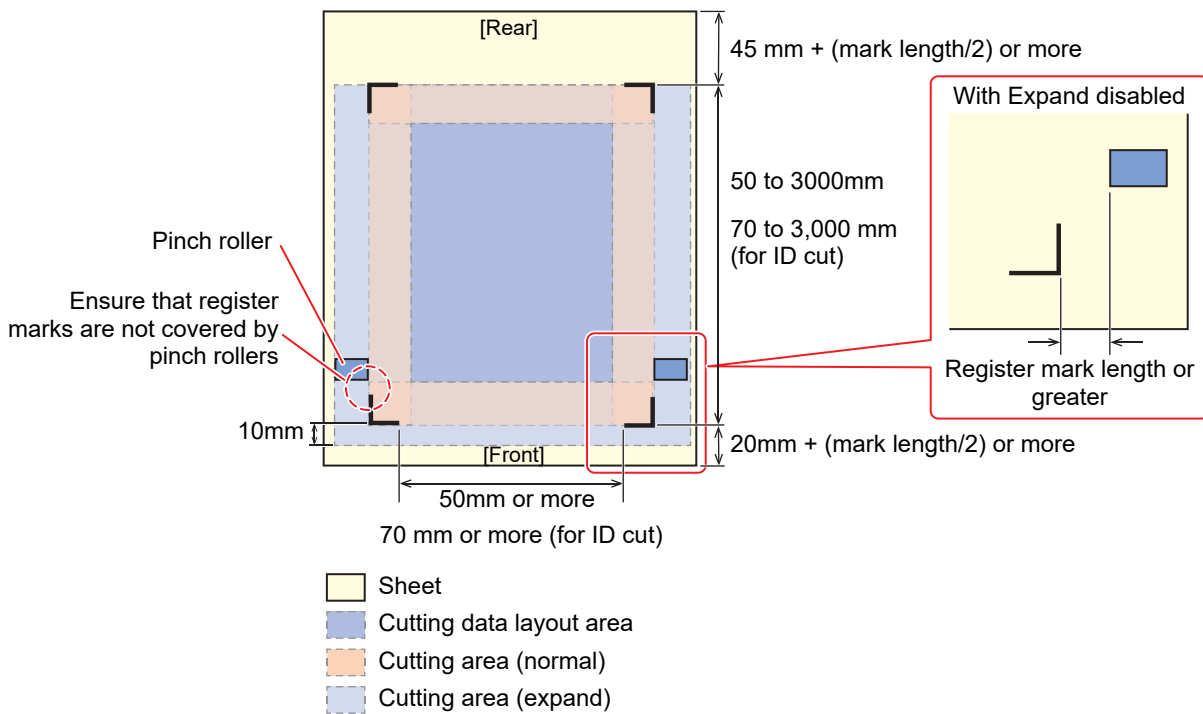 [Rear]
45 mm + (mark length/2) or more
With Expand disabled
50 to 3000mm
70 to 3,000 mm
(for ID cut)
Pinch roller
Ensure that register
marks are not covered by
pinch rollers
Register mark length or
greater
10mm
20mm + (mark length/2) or more
[Front]
50mm or more
70 mm or more (for ID cut)
Sheet
Cutting data layout area
Cutting area (normal)
Cutting area (expand)